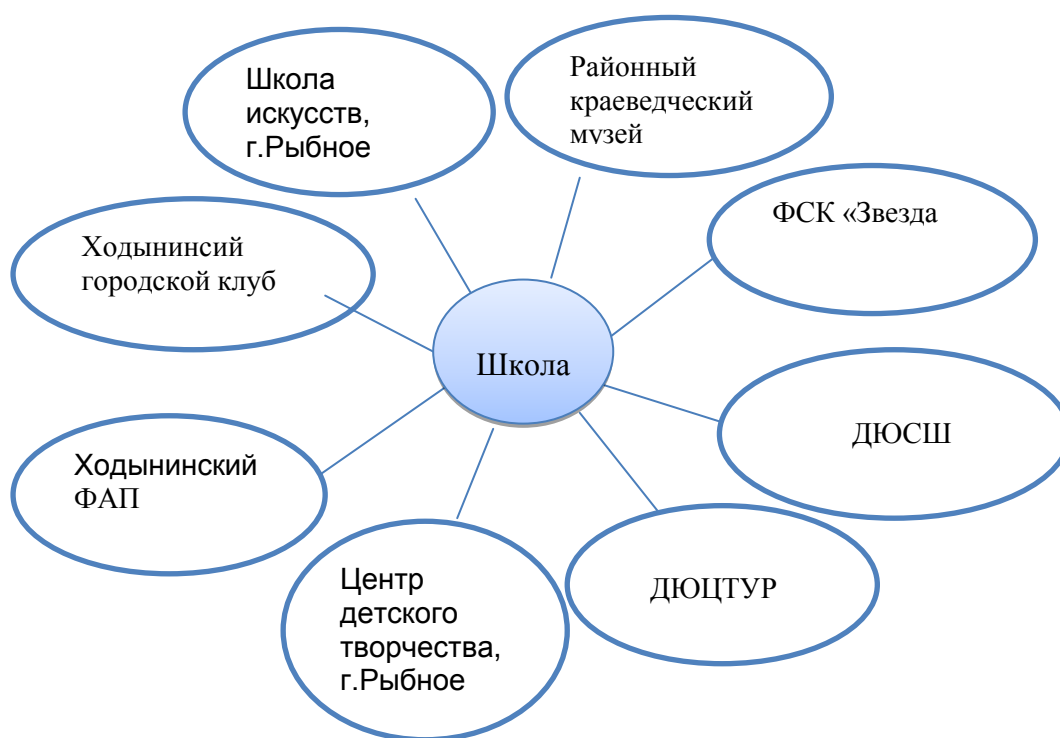 Школа
искусств,
г.Рыбное
Районный
краеведческий
музей
Ходынинсий
городской клуб
ФСК «Звезда
Школа
Ходынинский
ФАП
ДЮСШ
Центр
детского
творчества,
г.Рыбное
ДЮЦТУР